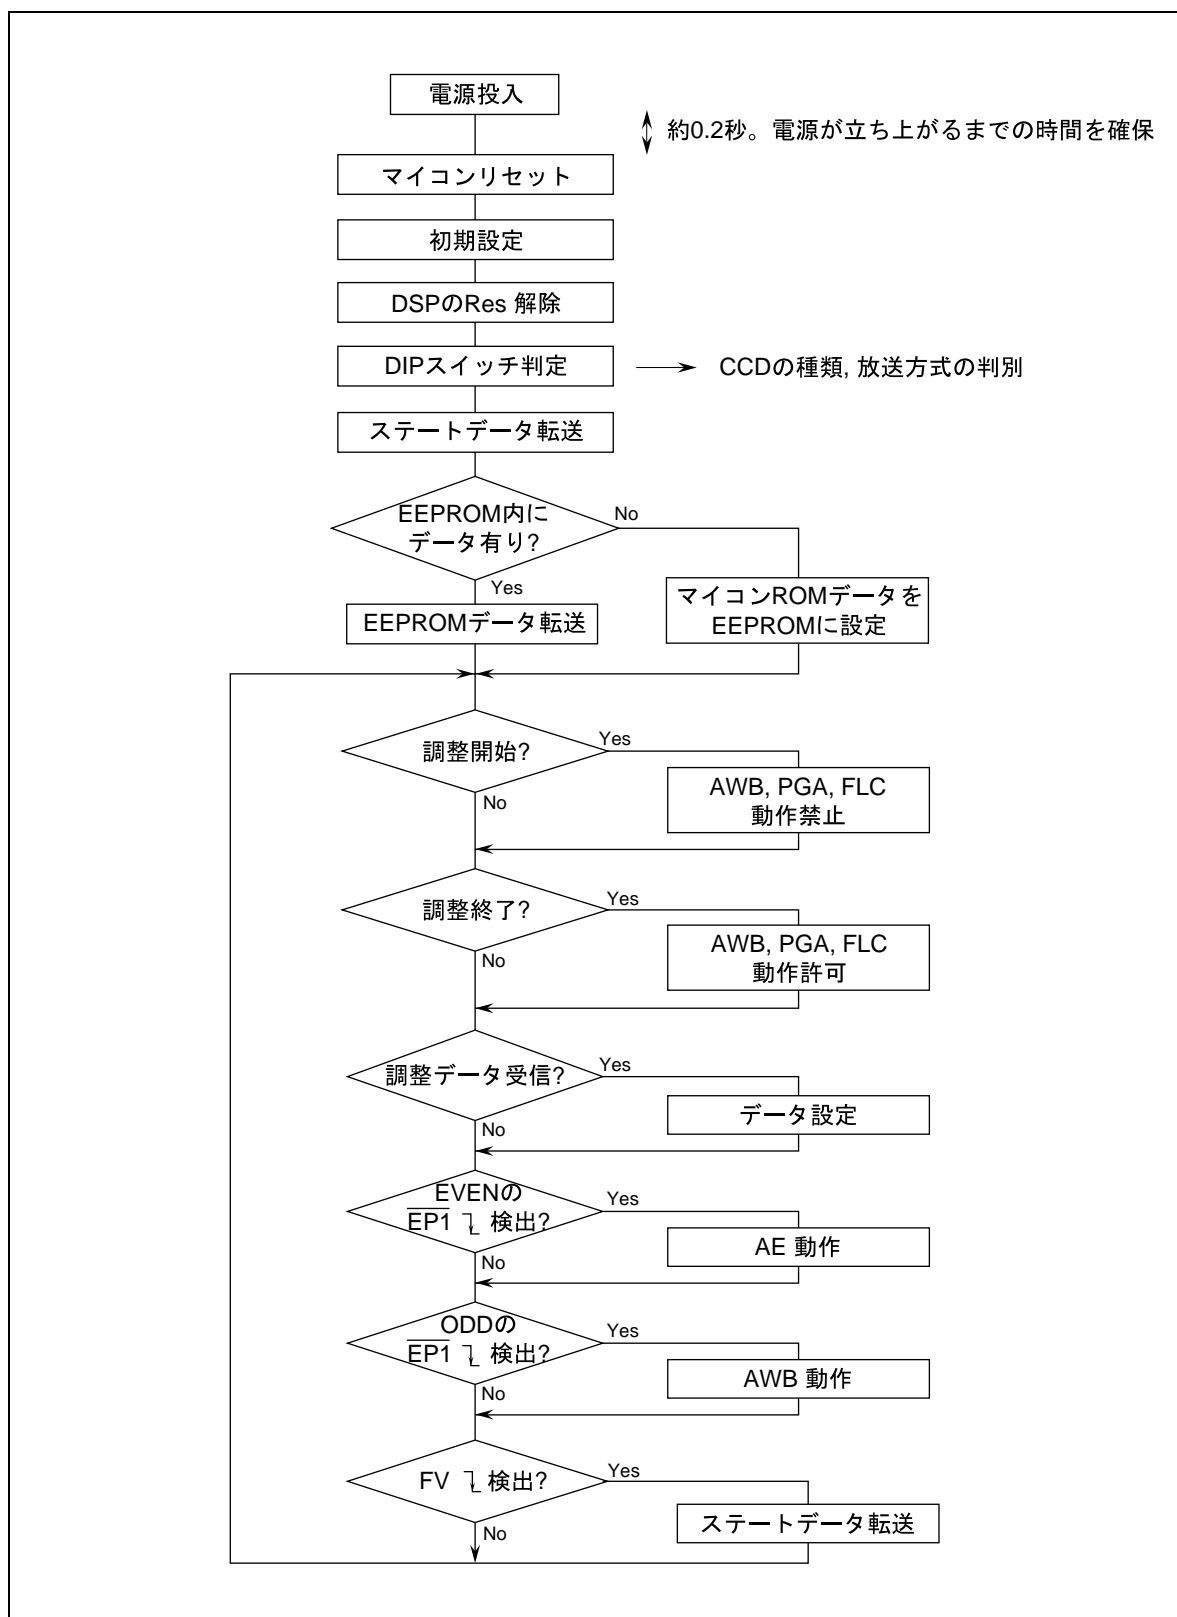 電源投入
約0.2秒。電源が立ち上がるまでの時間を確保
マイコンリセット
初期設定
DSPのRes 解除
DIPスイッチ判定
CCDの種類, 放送方式の判別
ステートデータ転送
EEPROM内に
データ有り?
No
Yes
マイコンROMデータを
EEPROMに設定
EEPROMデータ転送
調整開始?
Yes
No
AWB, PGA, FLC
動作禁止
調整終了?
Yes
No
AWB, PGA, FLC
動作許可
調整データ受信?
Yes
No
データ設定
EVENの
EP1 検出?
Yes
No
AE 動作
ODDの
EP1 検出?
Yes
No
AWB 動作
FV 検出?
Yes
No
ステートデータ転送